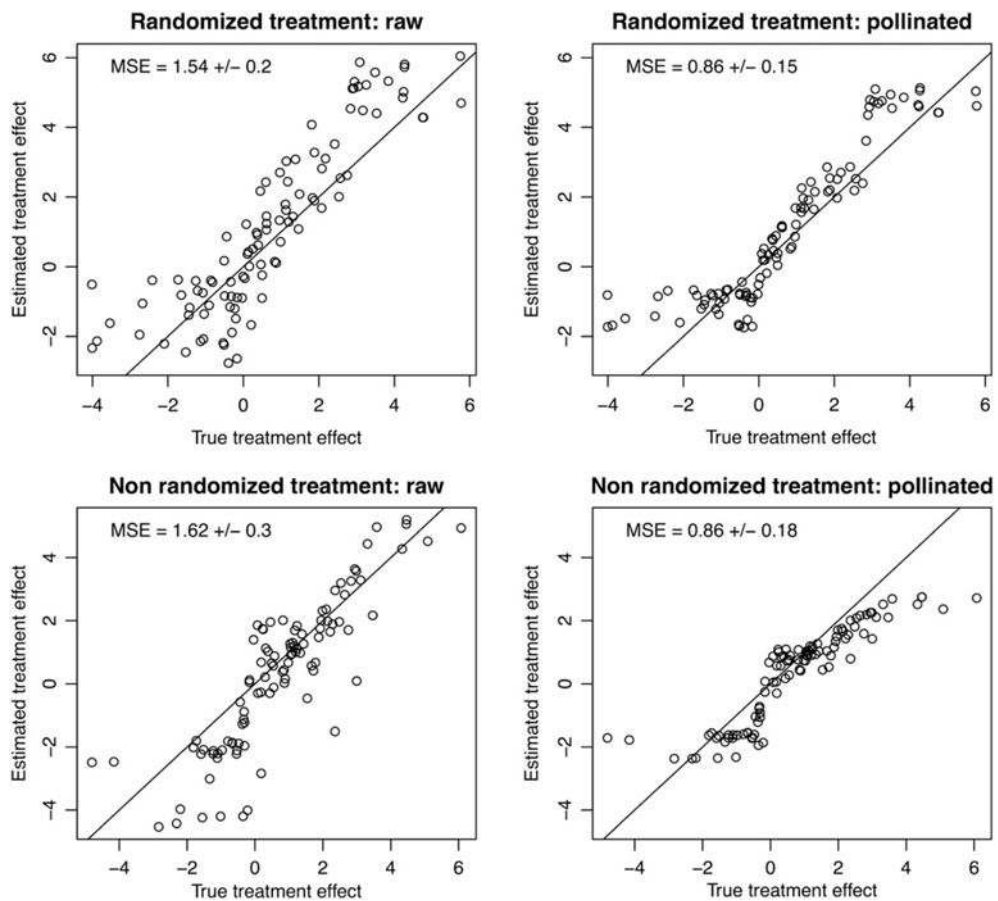 Randomized treatment: raw
MSE = 1.54 +/- 0.2
Estimated treatment effect
6
4
2
0
−2
−4 −2 0 2 4 6
True treatment effect
Randomized treatment: pollinated
MSE = 0.86 +/- 0.15
Estimated treatment effect
6
4
2
0
−2
−4 −2 0 2 4 6
True treatment effect
Non randomized treatment: raw
MSE = 1.62 +/- 0.3
Estimated treatment effect
4
2
0
−2
−4
−4 −2 0 2 4 6
True treatment effect
Non randomized treatment: pollinated
MSE = 0.86 +/- 0.18
Estimated treatment effect
4
2
0
−2
−4
−4 −2 0 2 4 6
True treatment effect